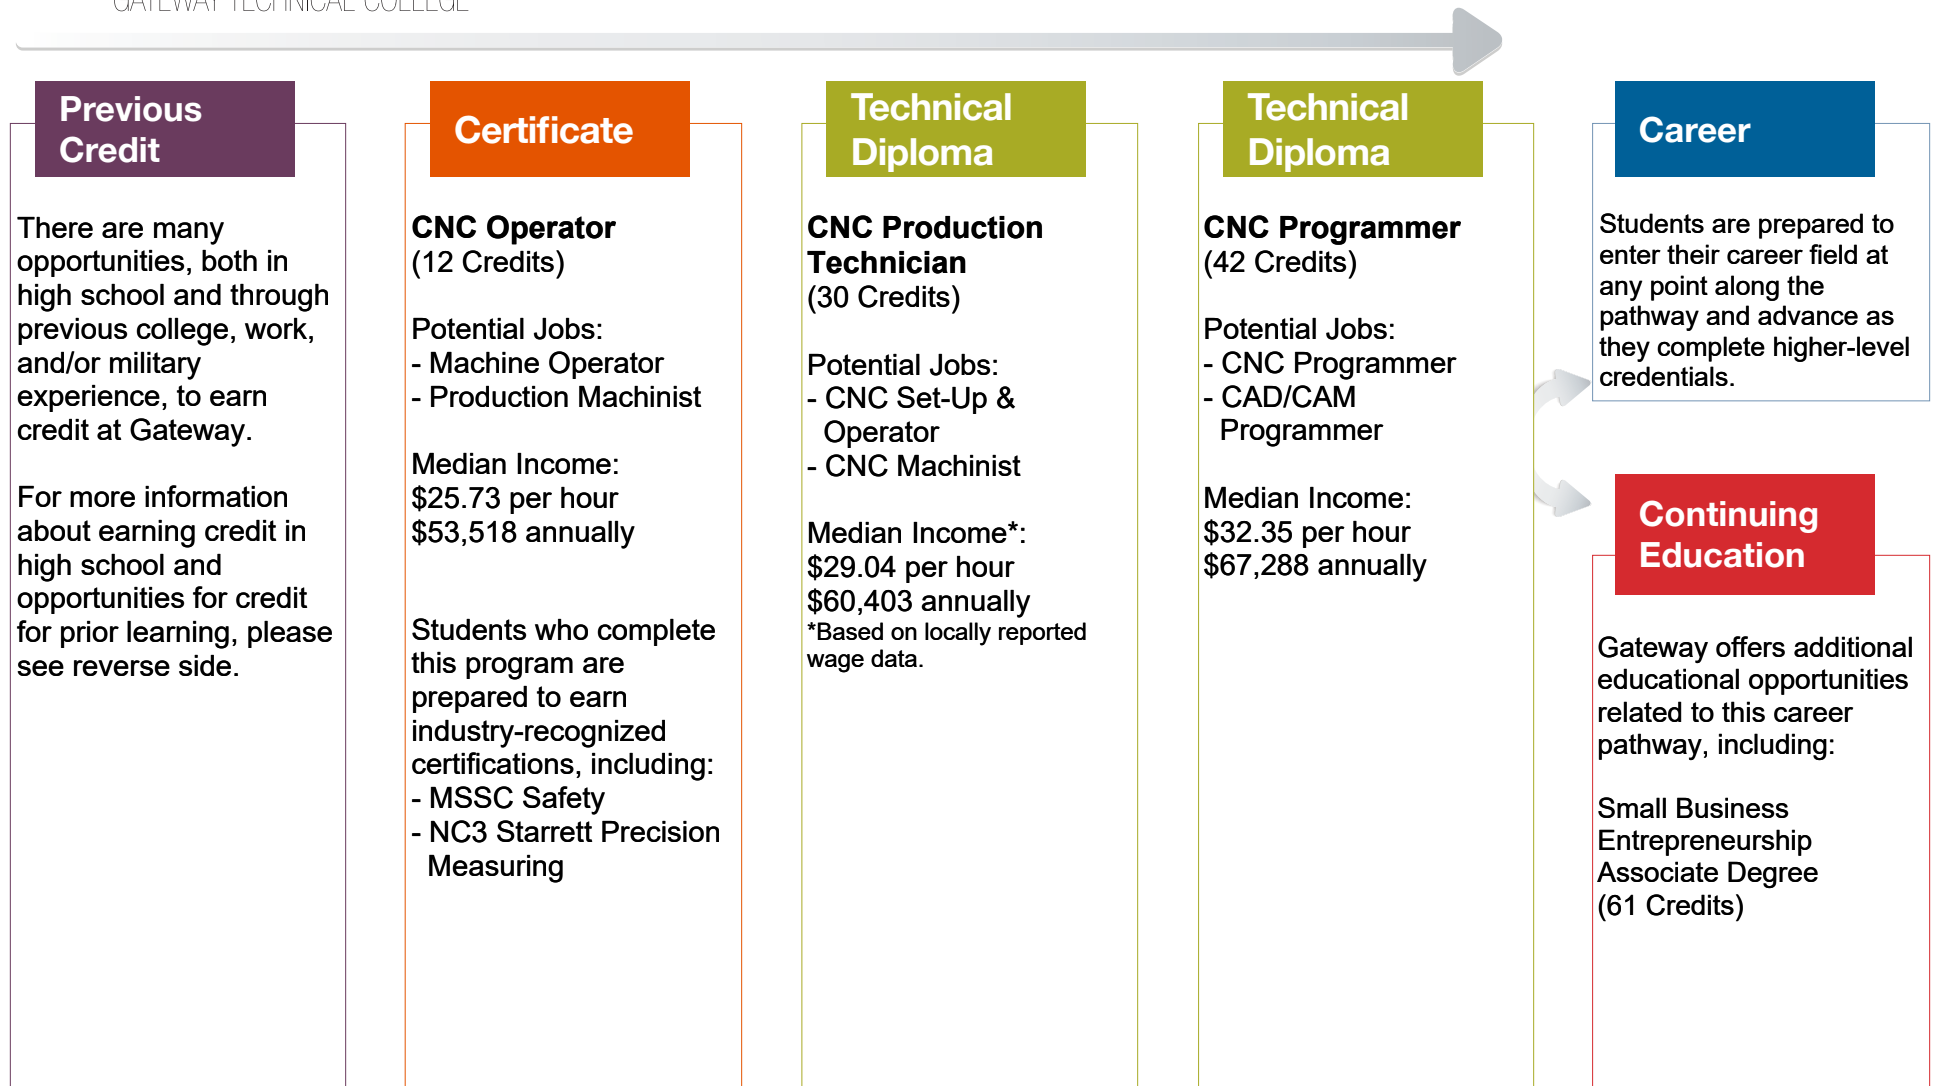 GATEWAY TECHNICAL COLLEGE
Previous
Credit
There are many
opportunities, both in
high school and through
previous college, work,
and/or military
experience, to earn
credit at Gateway.
For more information
about earning credit in
high school and
opportunities for credit
for prior learning, please
see reverse side.
Certificate
CNC Operator
(12 Credits)
Potential Jobs:
- Machine Operator
- Production Machinist
Median Income:
$25.73 per hour
$53,518 annually
Students who complete
this program are
prepared to earn
industry-recognized
certifications, including:
- MSSC Safety
- NC3 Starrett Precision
Measuring
Technical
Diploma
CNC Production
Technician
(30 Credits)
Potential Jobs:
- CNC Set-Up &
Operator
- CNC Machinist
Median Income*:
$29.04 per hour
$60,403 annually
*Based on locally reported
wage data.
Technical
Diploma
CNC Programmer
(42 Credits)
Potential Jobs:
- CNC Programmer
- CAD/CAM
Programmer
Median Income:
$32.35 per hour
$67,288 annually
Career
Students are prepared to
enter their career field at
any point along the
pathway and advance as
they complete higher-level
credentials.
Continuing
Education
Gateway offers additional
educational opportunities
related to this career
pathway, including:
Small Business
Entrepreneurship
Associate Degree
(61 Credits)